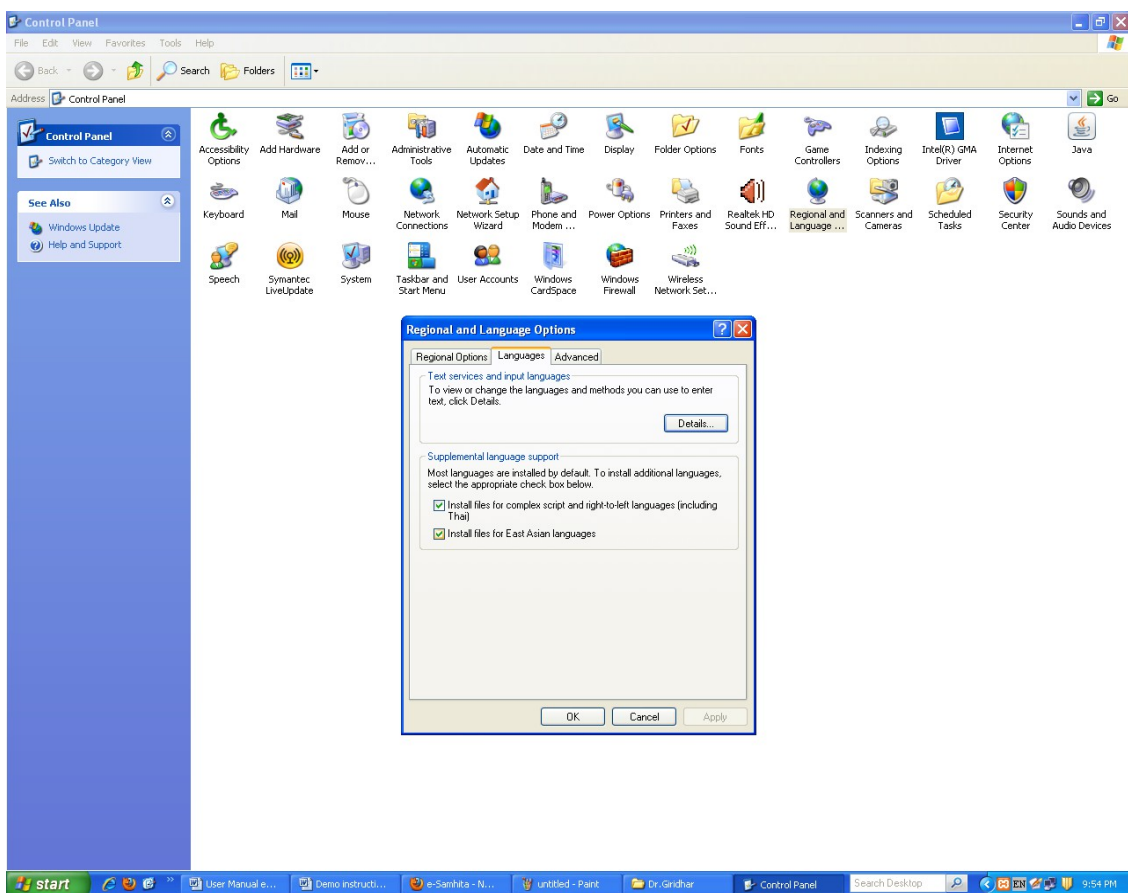 Control Panel
File Edit View Favorites Tools Help
Back Search Folders
Address Control Panel Go
Control Panel
Switch to Category View
See Also
Windows Update
Help and Support
Accessibility Options
Add Hardware
Add or Remov...
Administrative Tools
Automatic Updates
Date and Time
Display
Folder Options
Fonts
Game Controllers
Indexing Options
Intel(R) GMA Driver
Internet Options
Java
Keyboard
Mail
Mouse
Network Connections
Network Setup Wizard
Phone and Modem ...
Power Options
Printers and Faxes
Realtek HD Sound Eff...
Regional and Language ...
Scanners and Cameras
Scheduled Tasks
Security Center
Sounds and Audio Devices
Speech
Symantec LiveUpdate
System
Taskbar and Start Menu
User Accounts
Windows CardSpace
Windows Firewall
Wireless Network Set...
Regional and Language Options
Regional Options Languages Advanced
Text services and input languages
To view or change the languages and methods you can use to enter
text, click Details.
Details...
Supplemental language support
Most languages are installed by default. To install additional languages,
select the appropriate check box below.
Install files for complex script and right-to-left languages (including
Thai)
Install files for East Asian languages
OK Cancel Apply
start User Manual e... Demo instructi... e-Samhita - N... untitled - Paint Dr.Giridhar Control Panel Search Desktop EN 9:54 PM